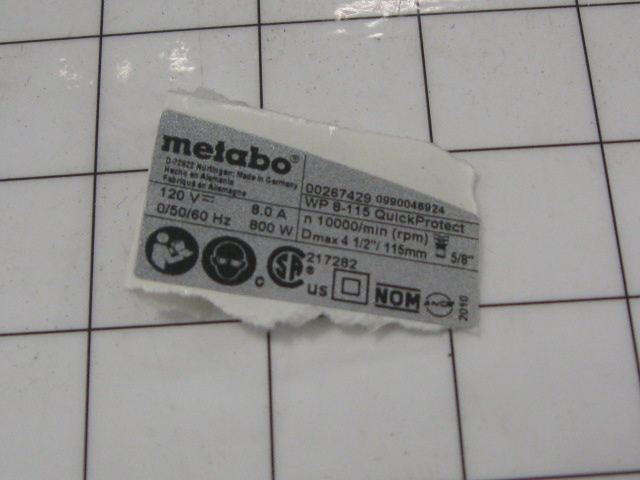 metabo®
D-72622 Nürtingen; Made in Germany
Hecho en Alemania
Fabriqué en Allemagne
120 V 8.0 A
0/50/60 Hz 800 W
00267429 0990046924
WP 8-115 QuickProtect
n 10000/min (rpm)
Dmax 4 1/2"/ 115mm 5/8"
217282
C SA ® US
NOM
2010